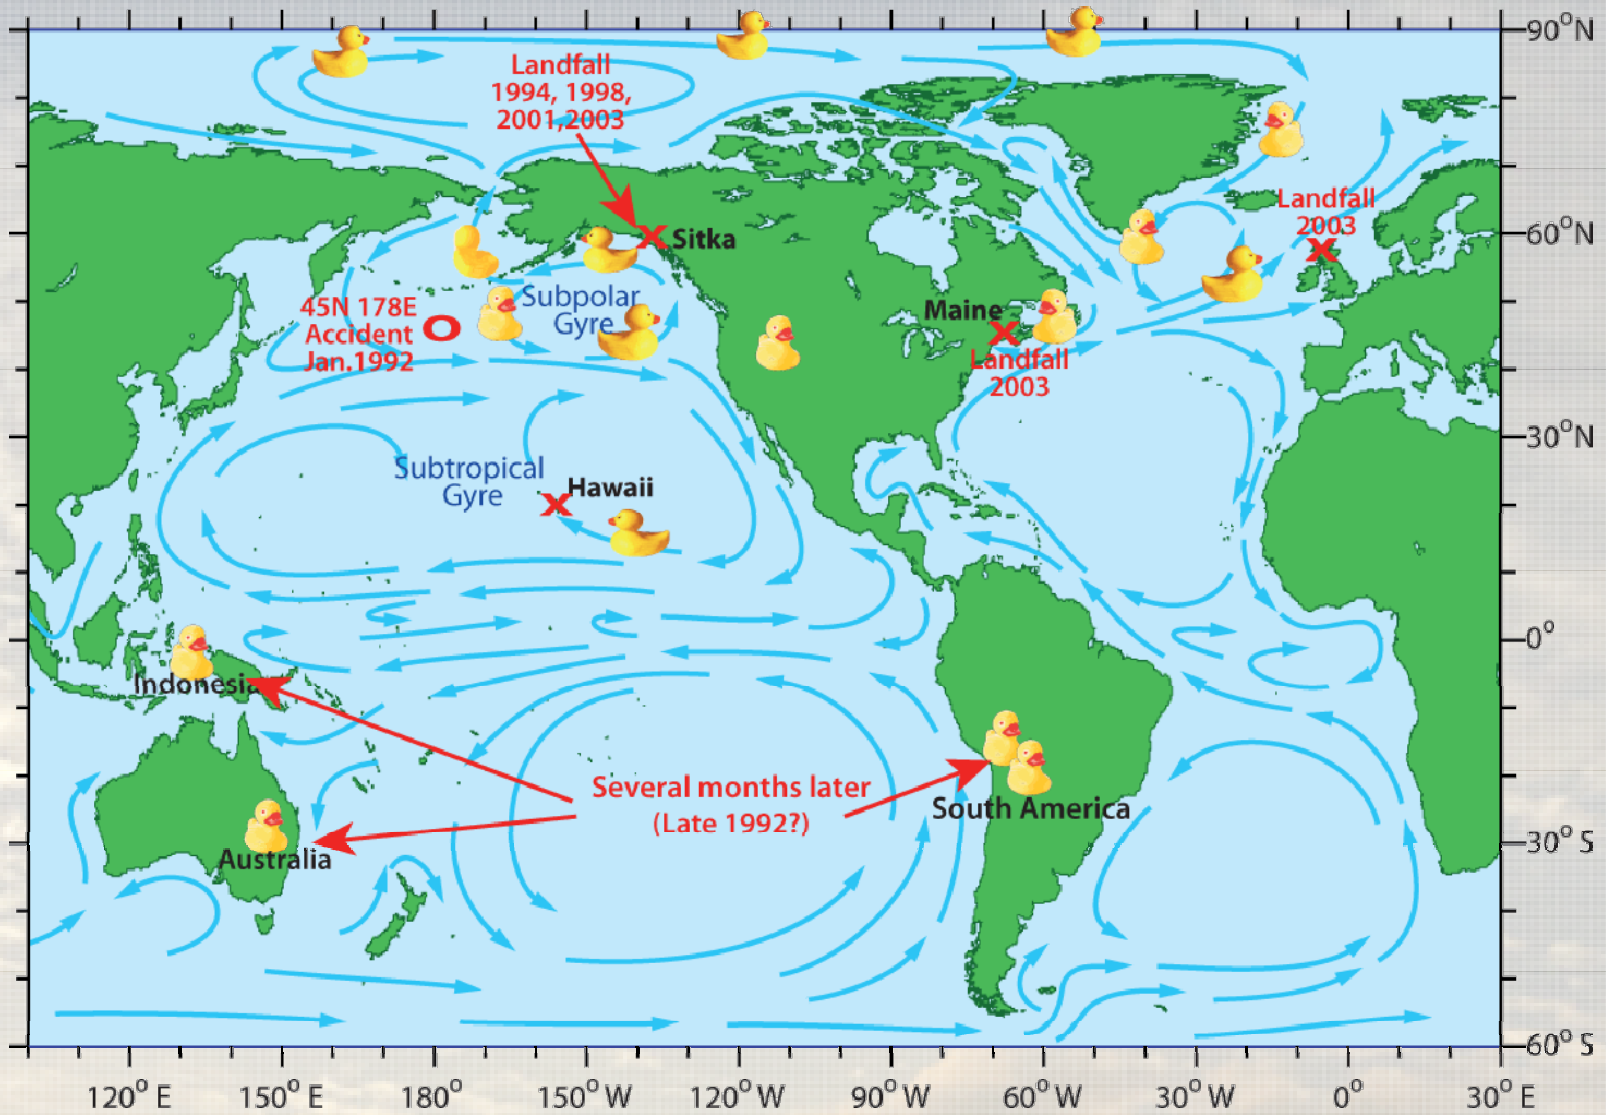 Landfall
1994, 1998,
2001,2003
Sitka
Landfall
2003
45N 178E
Accident
Jan.1992
Subpolar
Gyre
Maine
Landfall
2003
Subtropical
Gyre
Hawaii
Indonesia
Several months later
(Late 1992?)
South America
Australia
90°N
60°N
30°N
0°
30° S
60° S
120° E
150° E
180°
150° W
120° W
90° W
60° W
30° W
0°
30° E